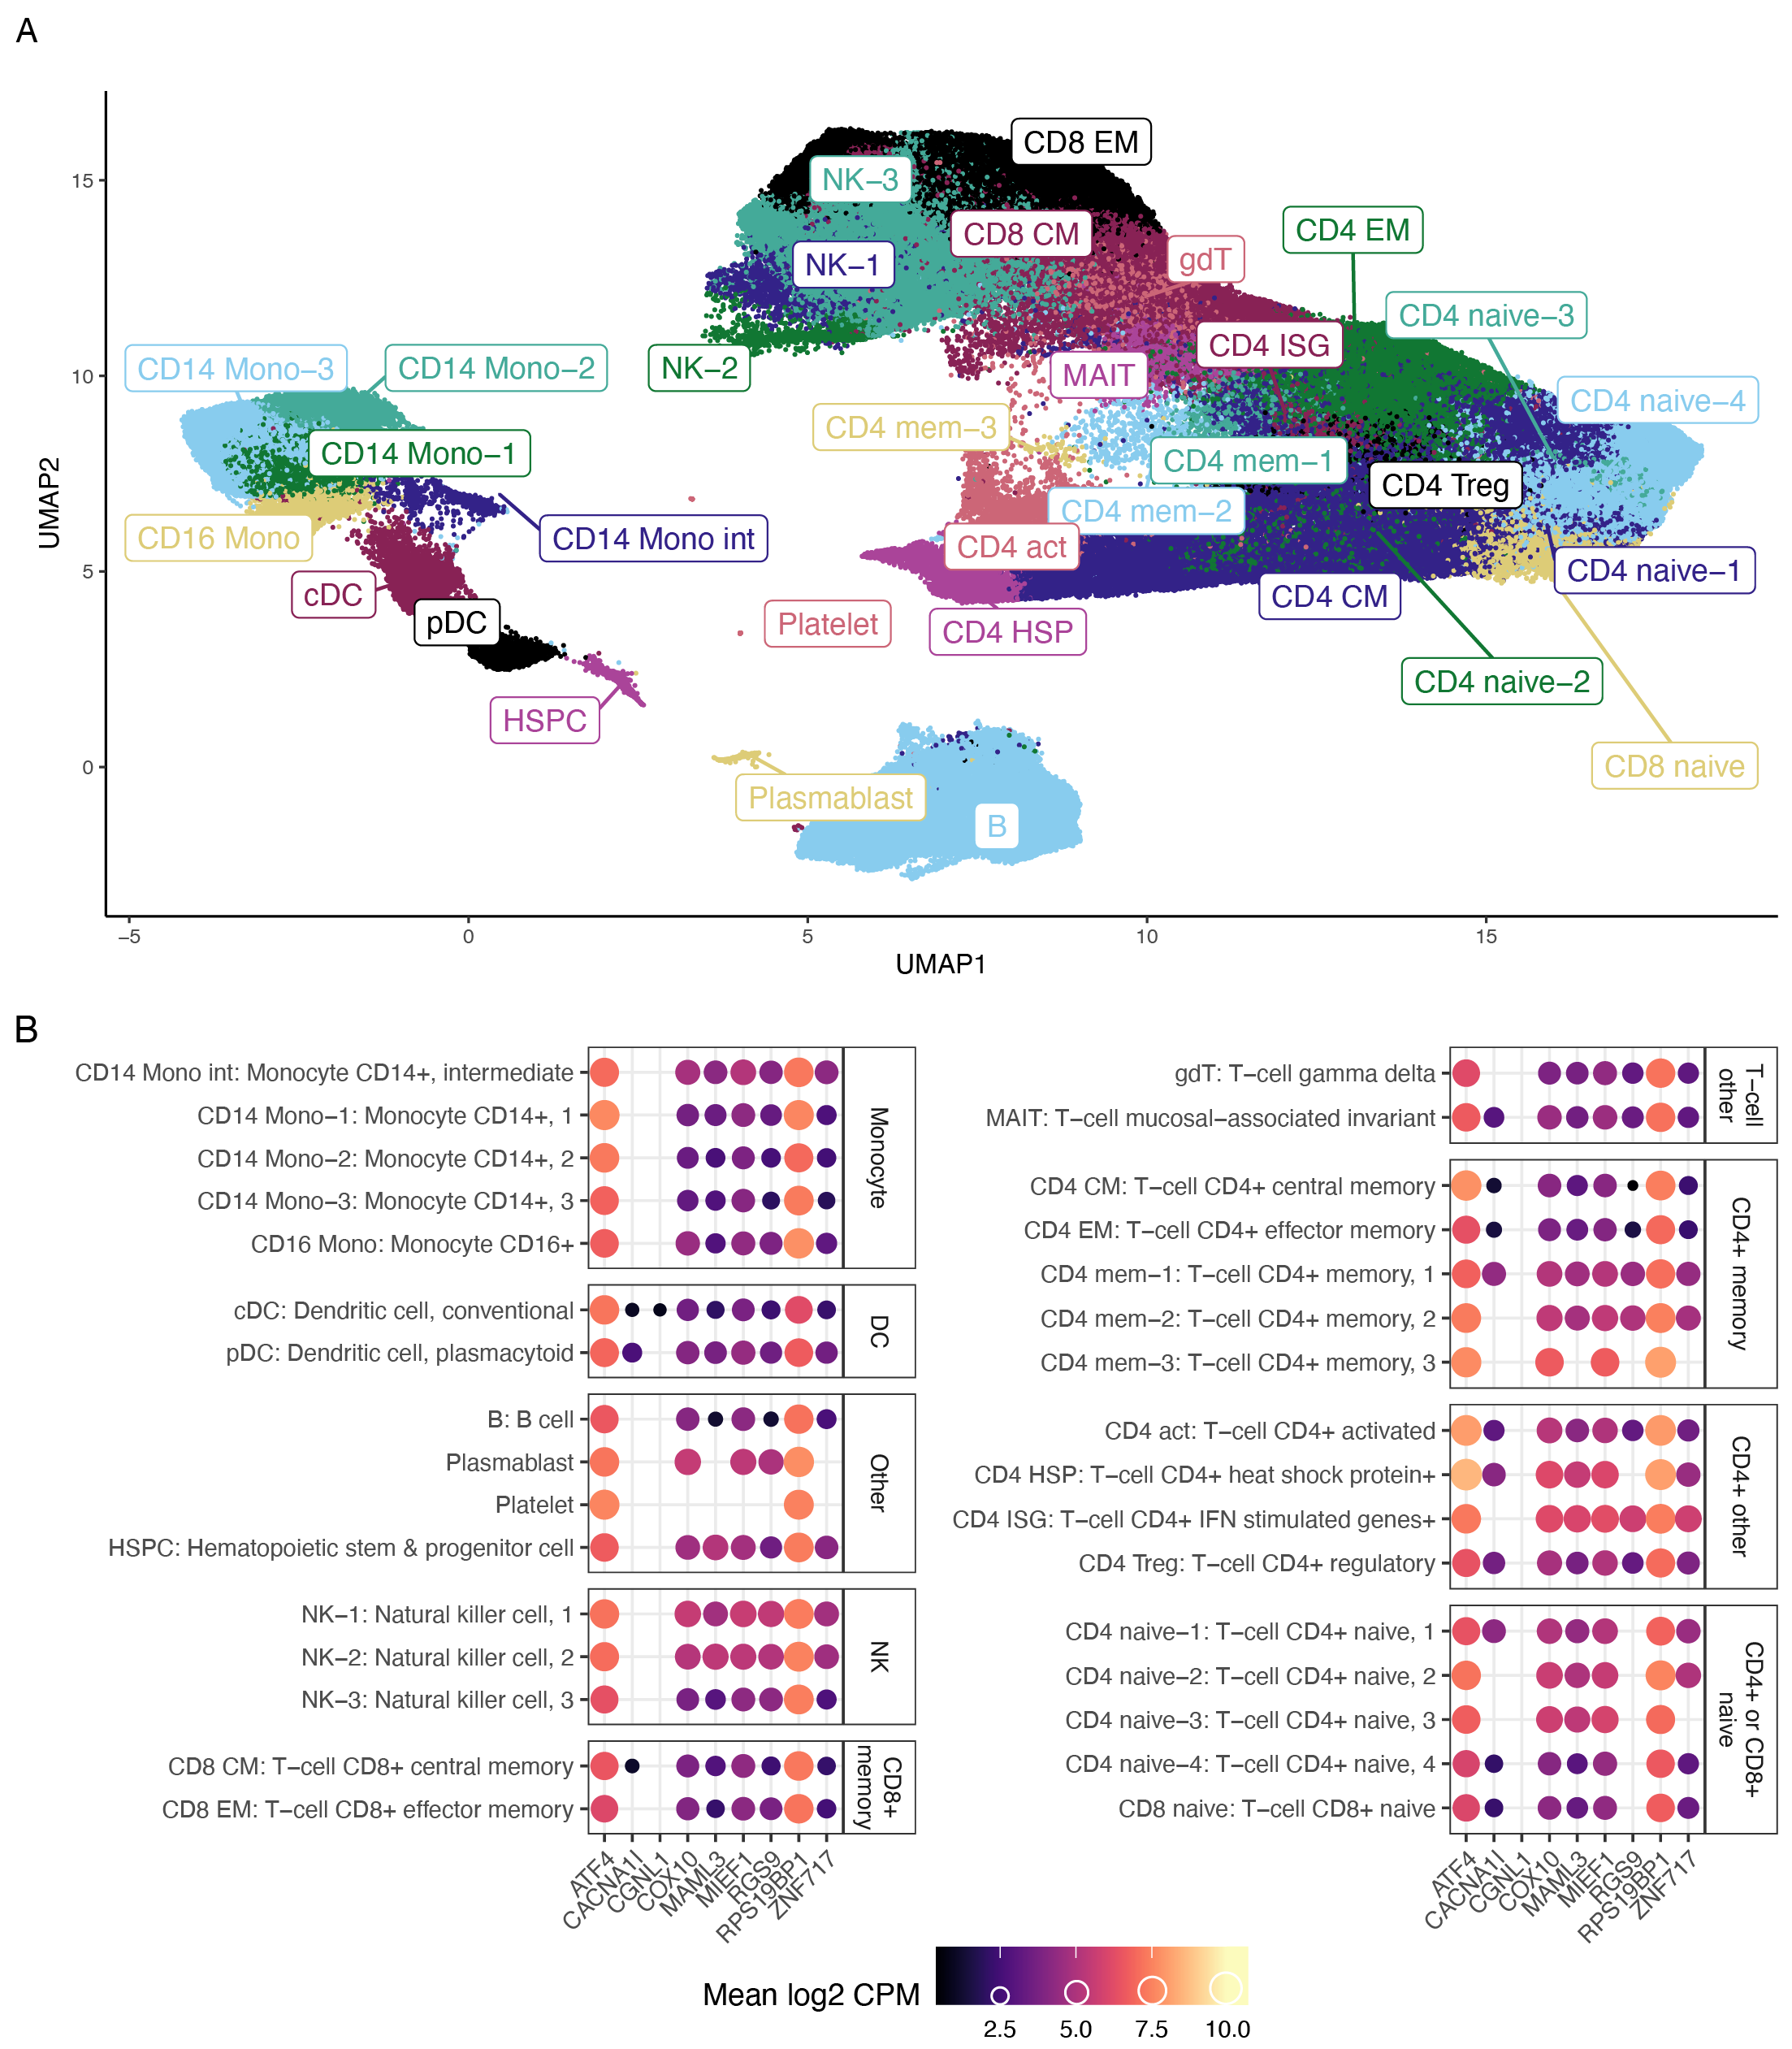 A
UMAP2
15
10
5
0
−5
0
5
10
15
UMAP1
CD8 EM
NK−3
CD8 CM
CD4 EM
gdT
NK−1
CD4 naive−3
CD4 ISG
CD14 Mono−3
CD14 Mono−2
NK−2
MAIT
CD4 naive−4
CD4 mem−3
CD14 Mono−1
CD4 mem−1
CD4 Treg
CD4 mem−2
CD16 Mono
CD14 Mono int
CD4 act
CD4 naive−1
cDC
CD4 CM
pDC
Platelet
CD4 HSP
CD4 naive−2
HSPC
CD8 naive
Plasmablast
B
B
CD14 Mono int: Monocyte CD14+, intermediate
CD14 Mono−1: Monocyte CD14+, 1
CD14 Mono−2: Monocyte CD14+, 2
CD14 Mono−3: Monocyte CD14+, 3
CD16 Mono: Monocyte CD16+
Monocyte
cDC: Dendritic cell, conventional
pDC: Dendritic cell, plasmacytoid
DC
B: B cell
Plasmablast
Platelet
HSPC: Hematopoietic stem & progenitor cell
Other
NK−1: Natural killer cell, 1
NK−2: Natural killer cell, 2
NK−3: Natural killer cell, 3
NK
CD8 CM: T−cell CD8+ central memory
CD8 EM: T−cell CD8+ effector memory
CD8+
memory
ATF4
CACNA1I
CGNL1
COX10
MAML3
MIEF1
RGS9
RPS19BP1
ZNF717
gdT: T−cell gamma delta
MAIT: T−cell mucosal−associated invariant
T−cell
other
CD4 CM: T−cell CD4+ central memory
CD4 EM: T−cell CD4+ effector memory
CD4 mem−1: T−cell CD4+ memory, 1
CD4 mem−2: T−cell CD4+ memory, 2
CD4 mem−3: T−cell CD4+ memory, 3
CD4+ memory
CD4 act: T−cell CD4+ activated
CD4 HSP: T−cell CD4+ heat shock protein+
CD4 ISG: T−cell CD4+ IFN stimulated genes+
CD4 Treg: T−cell CD4+ regulatory
CD4+ other
CD4 naive−1: T−cell CD4+ naive, 1
CD4 naive−2: T−cell CD4+ naive, 2
CD4 naive−3: T−cell CD4+ naive, 3
CD4 naive−4: T−cell CD4+ naive, 4
CD8 naive: T−cell CD8+ naive
CD4+ or CD8+
naive
ATF4
CACNA1I
CGNL1
COX10
MAML3
MIEF1
RGS9
RPS19BP1
ZNF717
Mean log2 CPM
2.5
5.0
7.5
10.0